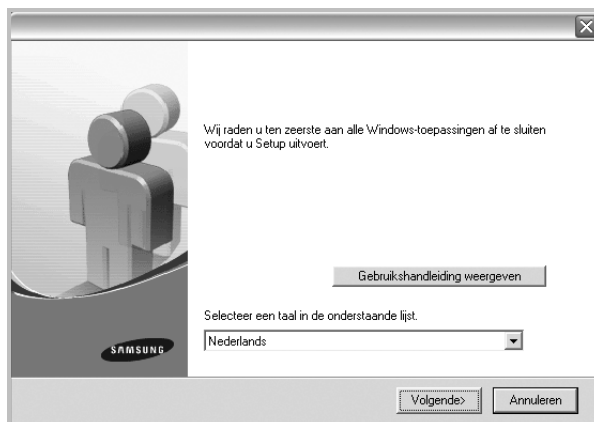 Wij raden u ten zeerste aan alle Windows-toepassingen af te sluiten
voordat u Setup uitvoert.
Gebruikshandleiding weergeven
Selecteer een taal in de onderstaande lijst.
Nederlands
SAMSUNG
Volgende>
Annuleren